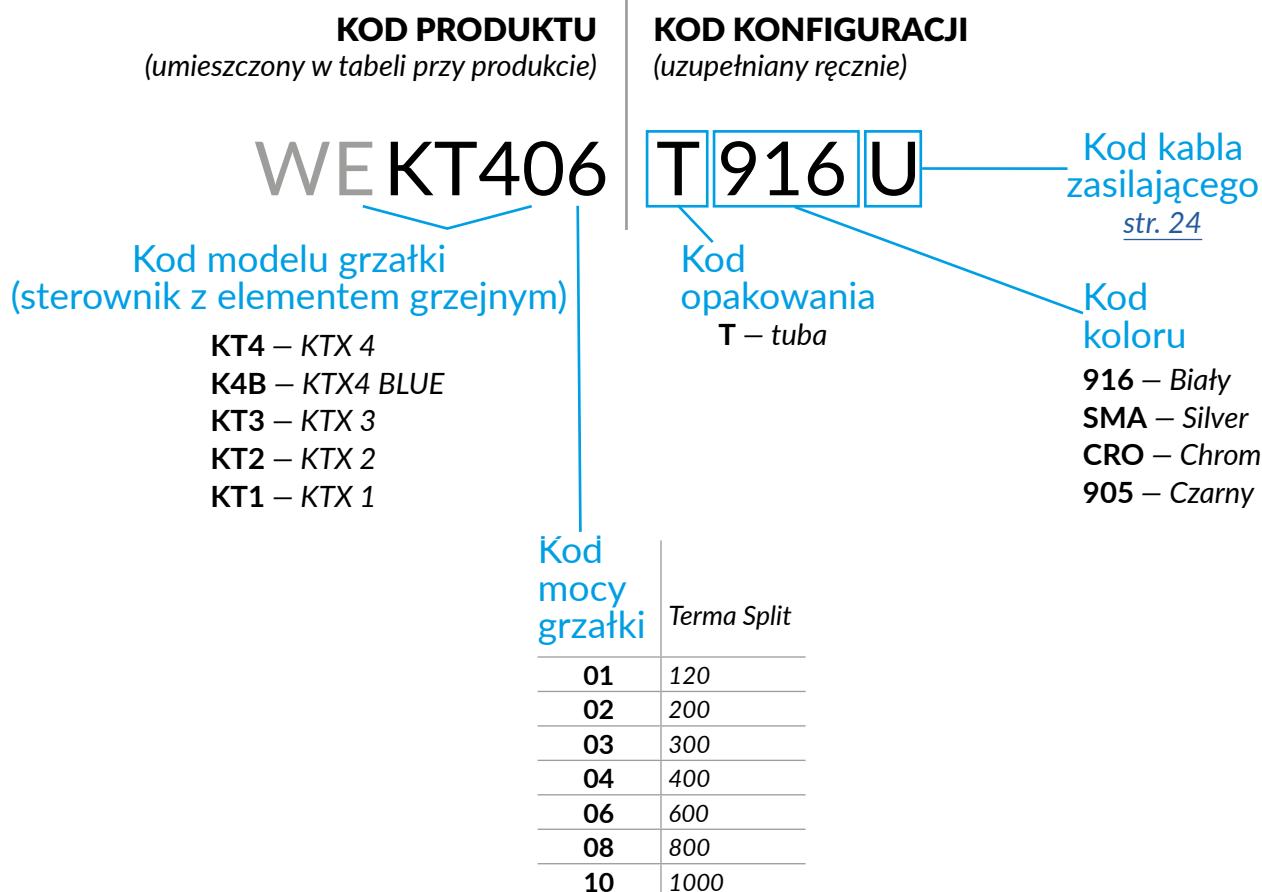 KOD PRODUKTU
(umieszczony w tabeli przy produkcie)
KOD KONFIGURACJI
(uzupełniany ręcznie)
WEKT406 T916U
Kod kabla
zasilającego
str. 24
Kod modelu grzałki
(sterownik z elementem grzejnym)
KT4 – KTX 4
K4B – KTX4 BLUE
KT3 – KTX 3
KT2 – KTX 2
KT1 – KTX 1
Kod
opakowania
T – tuba
Kod
koloru
916 – Biały
SMA – Silver
CRO – Chrom
905 – Czarny
Kod
mocy
grzałki
Terma Split
01 120
02 200
03 300
04 400
06 600
08 800
10 1000